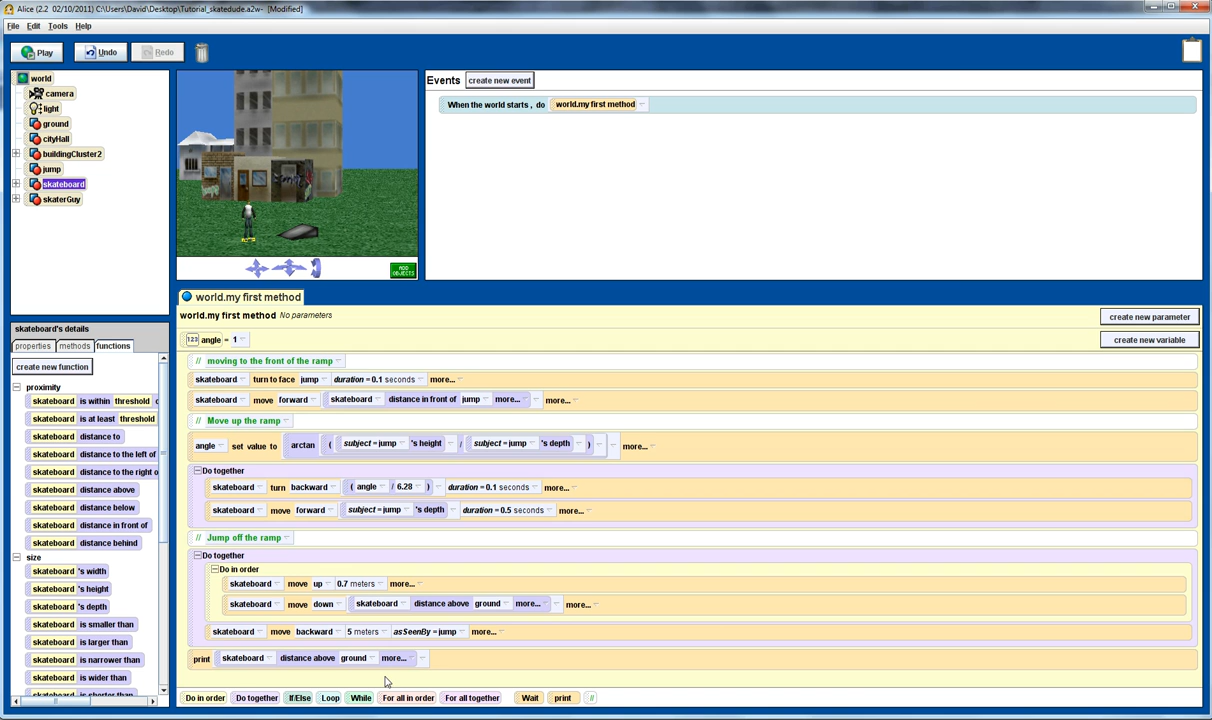 Alice (2.2 02/10/2011) C:\Users\David\Desktop\Tutorial_skatedude.a2w- [Modified]
File Edit Tools Help
Play Undo Redo
world
camera
light
ground
cityHall
buildingCluster2
jump
skateboard
skaterGuy
ADD OBJECTS
Events create new event
When the world starts, do world.my first method
skateboard's details
properties methods functions
create new function
proximity
skateboard is within threshold
skateboard is at least threshold
skateboard distance to
skateboard distance to the left of
skateboard distance to the right o
skateboard distance above
skateboard distance below
skateboard distance in front of
skateboard distance behind
size
skateboard 's width
skateboard 's height
skateboard 's depth
skateboard is smaller than
skateboard is larger than
skateboard is narrower than
skateboard is wider than
skateboard is shorter than
world.my first method
world.my first method No parameters
create new parameter
123 angle = 1
create new variable
// moving to the front of the ramp
skateboard turn to face jump duration = 0.1 seconds more...
skateboard move forward skateboard distance in front of jump more... more...
// Move up the ramp
angle set value to arctan ( subject = jump 's height / subject = jump 's depth ) more...
Do together
skateboard turn backward ( angle / 6.28 ) duration = 0.1 seconds more...
skateboard move forward subject = jump 's depth duration = 0.5 seconds more...
// Jump off the ramp
Do together
Do in order
skateboard move up 0.7 meters more...
skateboard move down skateboard distance above ground more... more...
skateboard move backward 5 meters asSeenBy = jump more...
print skateboard distance above ground more...
Do in order Do together If/Else Loop While For all in order For all together Wait print //